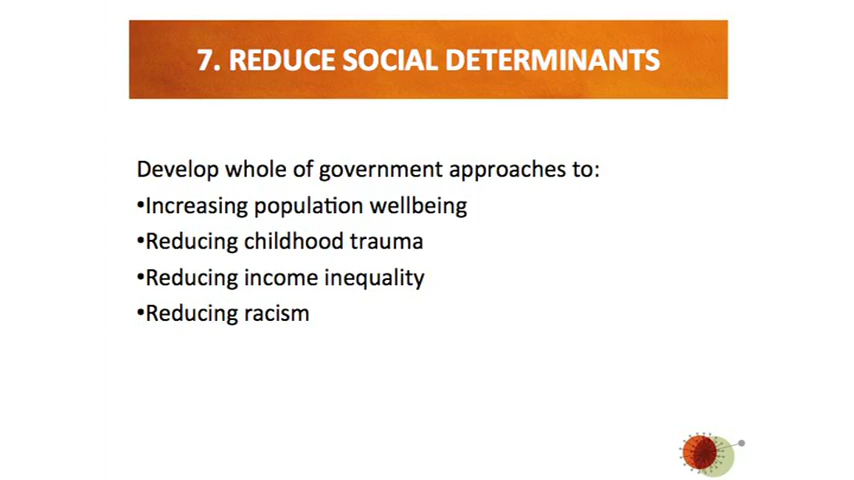 7. REDUCE SOCIAL DETERMINANTS
Develop whole of government approaches to:
•Increasing population wellbeing
•Reducing childhood trauma
•Reducing income inequality
•Reducing racism